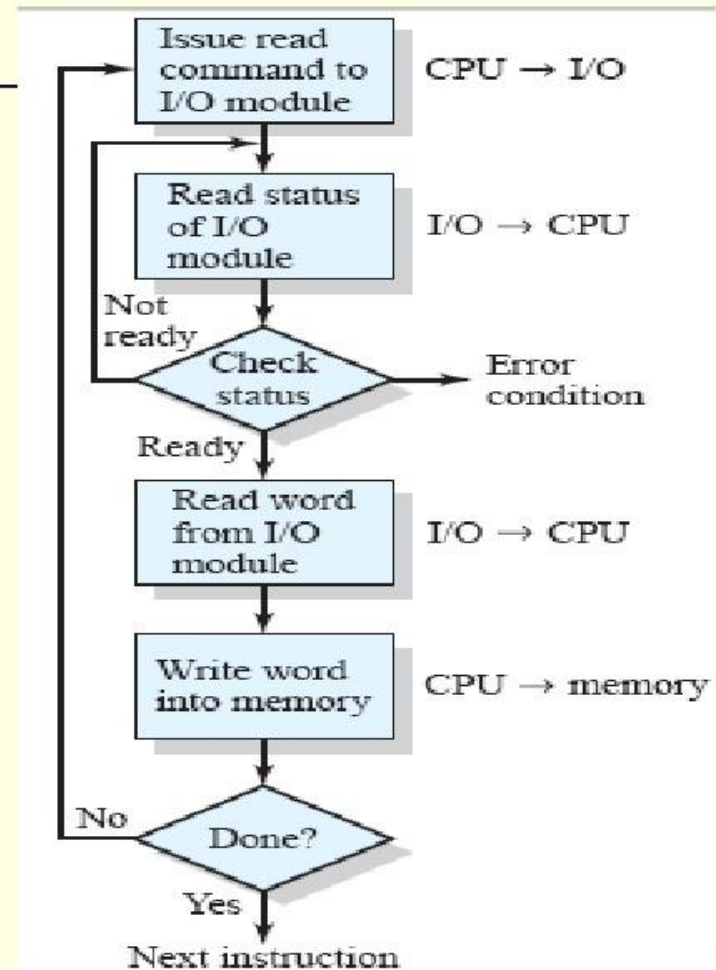 Issue read
command to
I/O module
CPU → I/O
Read status
of I/O
module
I/O → CPU
Not
ready
Check
status
Error
condition
Ready
Read word
from I/O
module
I/O → CPU
Write word
into memory
CPU → memory
No
Done?
Yes
Next instruction